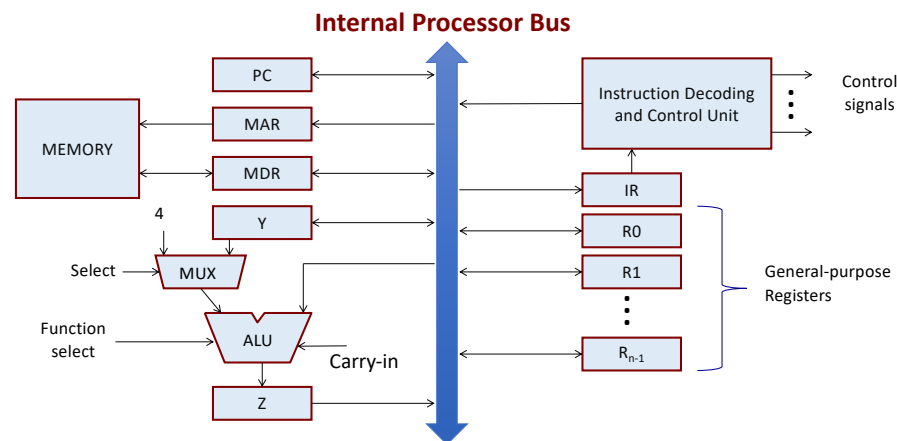 Internal Processor Bus
PC
MAR
MEMORY
MDR
4
Y
Select
MUX
Function
select
ALU
Carry-in
Z
Instruction Decoding
and Control Unit
Control
signals
IR
R0
R1
General-purpose
Registers
Rn-1